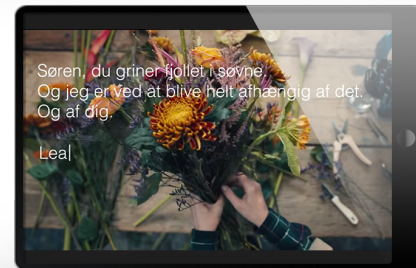 Søren, du griner fjollet i søvne.
Og jeg er ved at blive helt afhængig af det.
Og af dig.
Lea